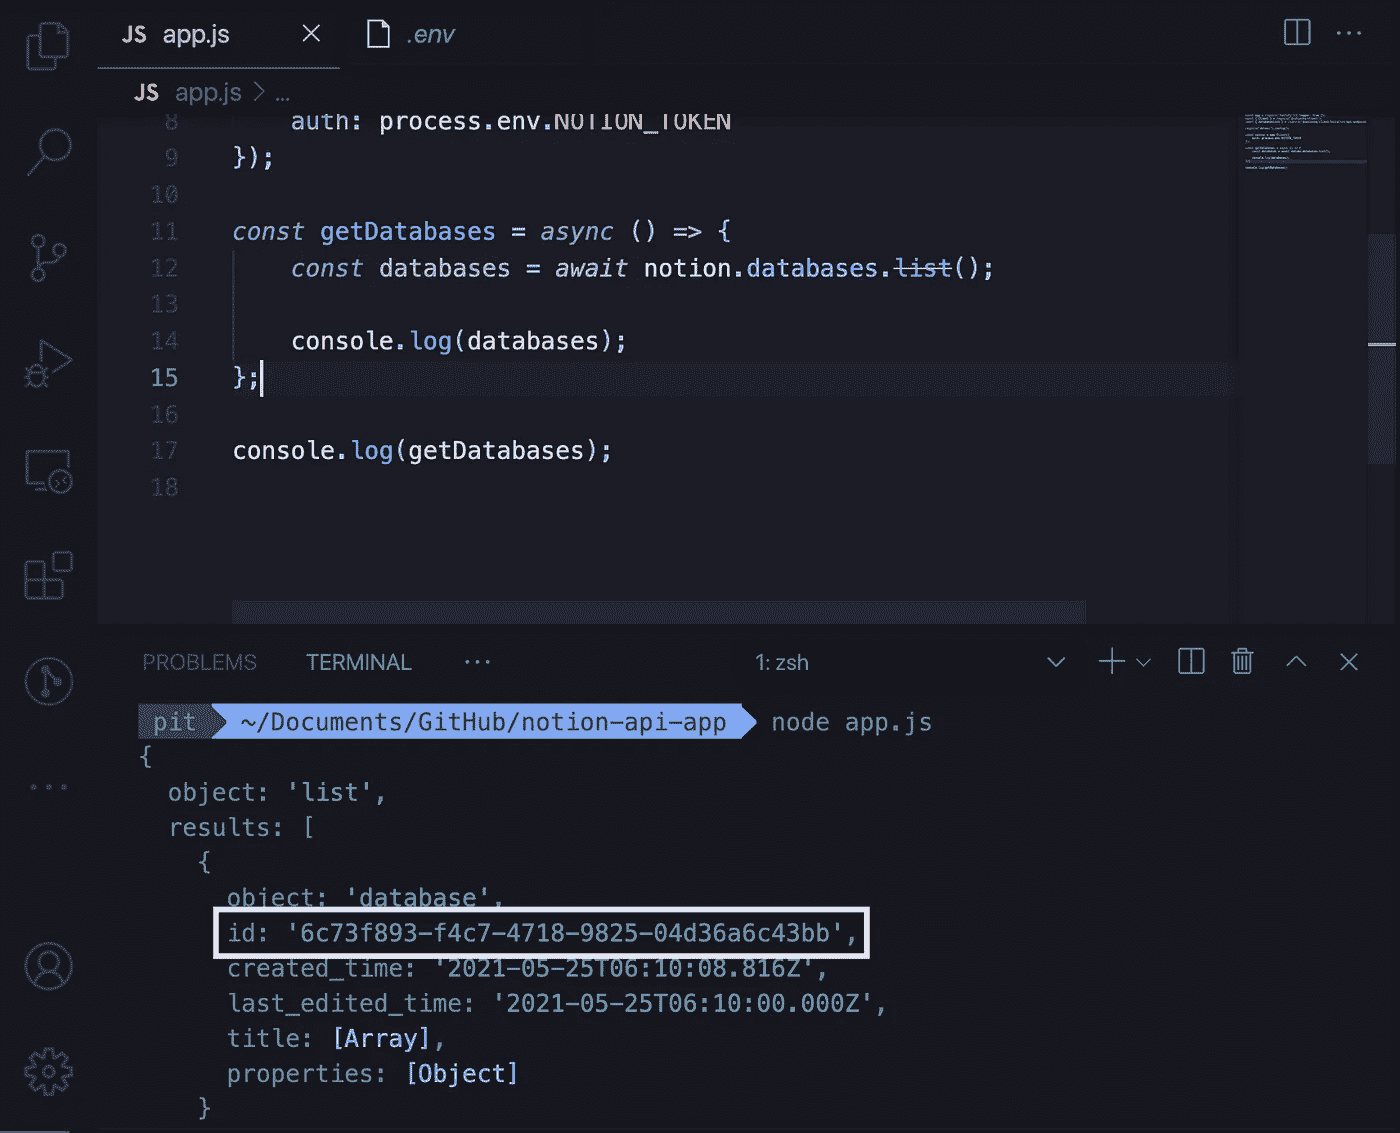 JS app.js .env
JS app.js > ...
8 auth: process.env.NOTION_TOKEN
9 });
10
11 const getDatabases = async () => {
12 const databases = await notion.databases.list();
13
14 console.log(databases);
15 };
16
17 console.log(getDatabases);
18
PROBLEMS TERMINAL ... 1: zsh
pit ~/Documents/GitHub/notion-api-app node app.js
{
object: 'list',
results: [
{
object: 'database',
id: '6c73f893-f4c7-4718-9825-04d36a6c43bb',
created_time: '2021-05-25T06:10:08.816Z',
last_edited_time: '2021-05-25T06:10:00.000Z',
title: [Array],
properties: [Object]
}